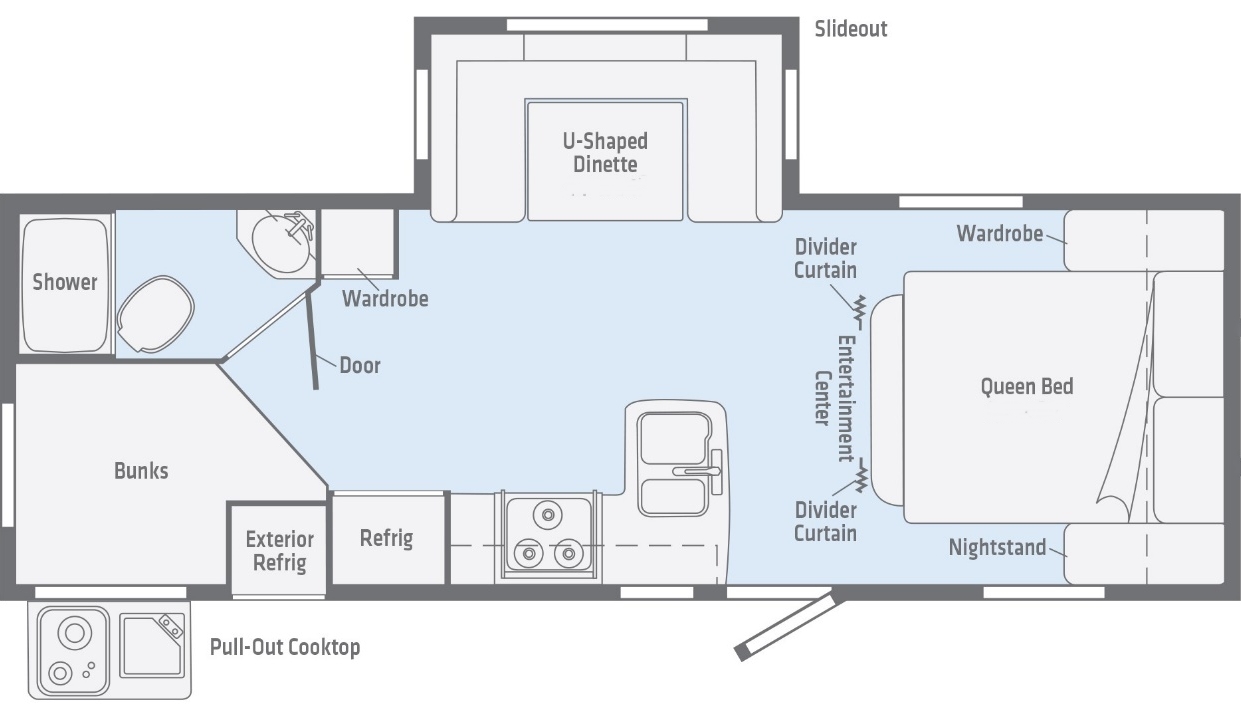 Slideout
U-Shaped
Dinette
Divider
Curtain
Wardrobe
Shower
Wardrobe
Door
Entertainment
Center
Queen Bed
Bunks
Divider
Curtain
Exterior
Refrig
Refrig
Nightstand
Pull-Out Cooktop